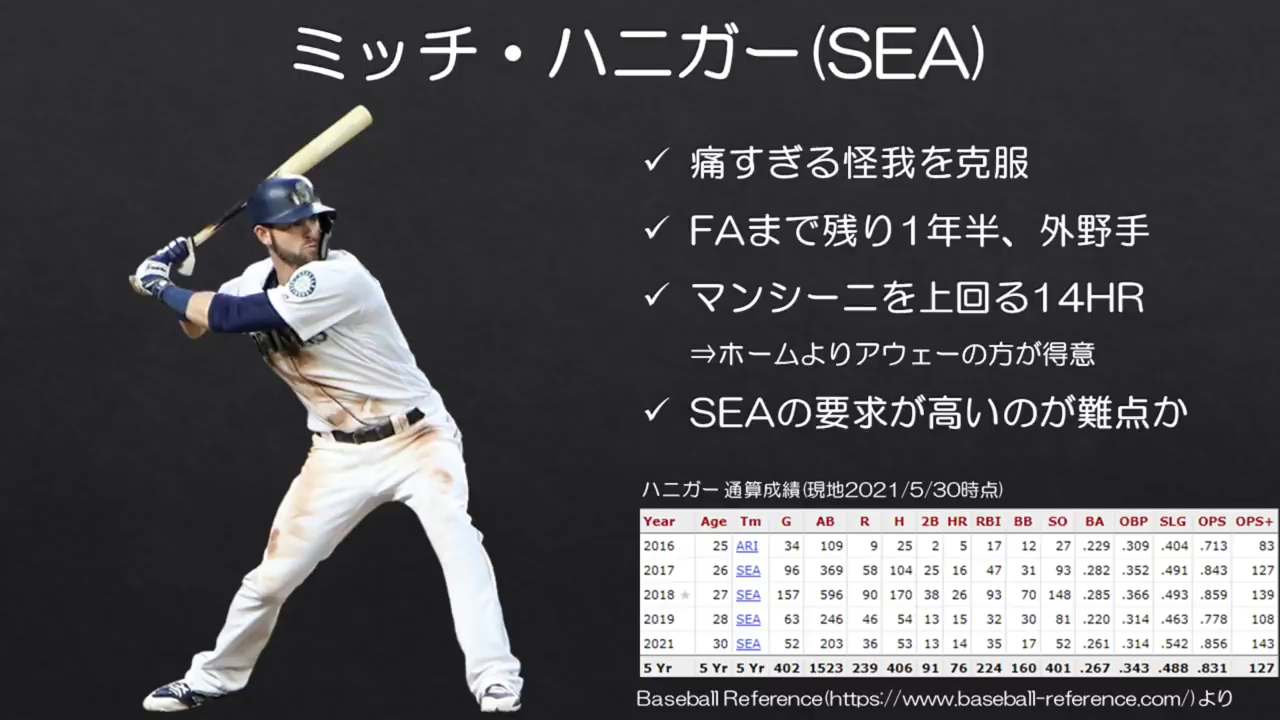 ミッチ・ハニガー(SEA)
✓ 痛すぎる怪我を克服
✓ FAまで残り1年半、外野手
✓ マンシーニを上回る14HR
⇒ホームよりアウェーの方が得意
✓ SEAの要求が高いのが難点か
ハニガー 通算成績(現地2021/5/30時点)
Year Age Tm G AB R H 2B HR RBI BB SO BA OBP SLG OPS OPS+
2016 25 ARI 34 109 9 25 2 5 17 12 27 .229 .309 .404 .713 83
2017 26 SEA 96 369 58 104 25 16 47 31 93 .282 .352 .491 .843 127
2018 ★ 27 SEA 157 596 90 170 38 26 93 70 148 .285 .366 .493 .859 139
2019 28 SEA 63 246 46 54 13 15 32 30 81 .220 .314 .463 .778 108
2021 30 SEA 52 203 36 53 13 14 35 17 52 .261 .314 .542 .856 143
5 Yr 5 Yr 5 Yr 402 1523 239 406 91 76 224 160 401 .267 .343 .488 .831 127
Baseball Reference(https://www.baseball-reference.com/)より